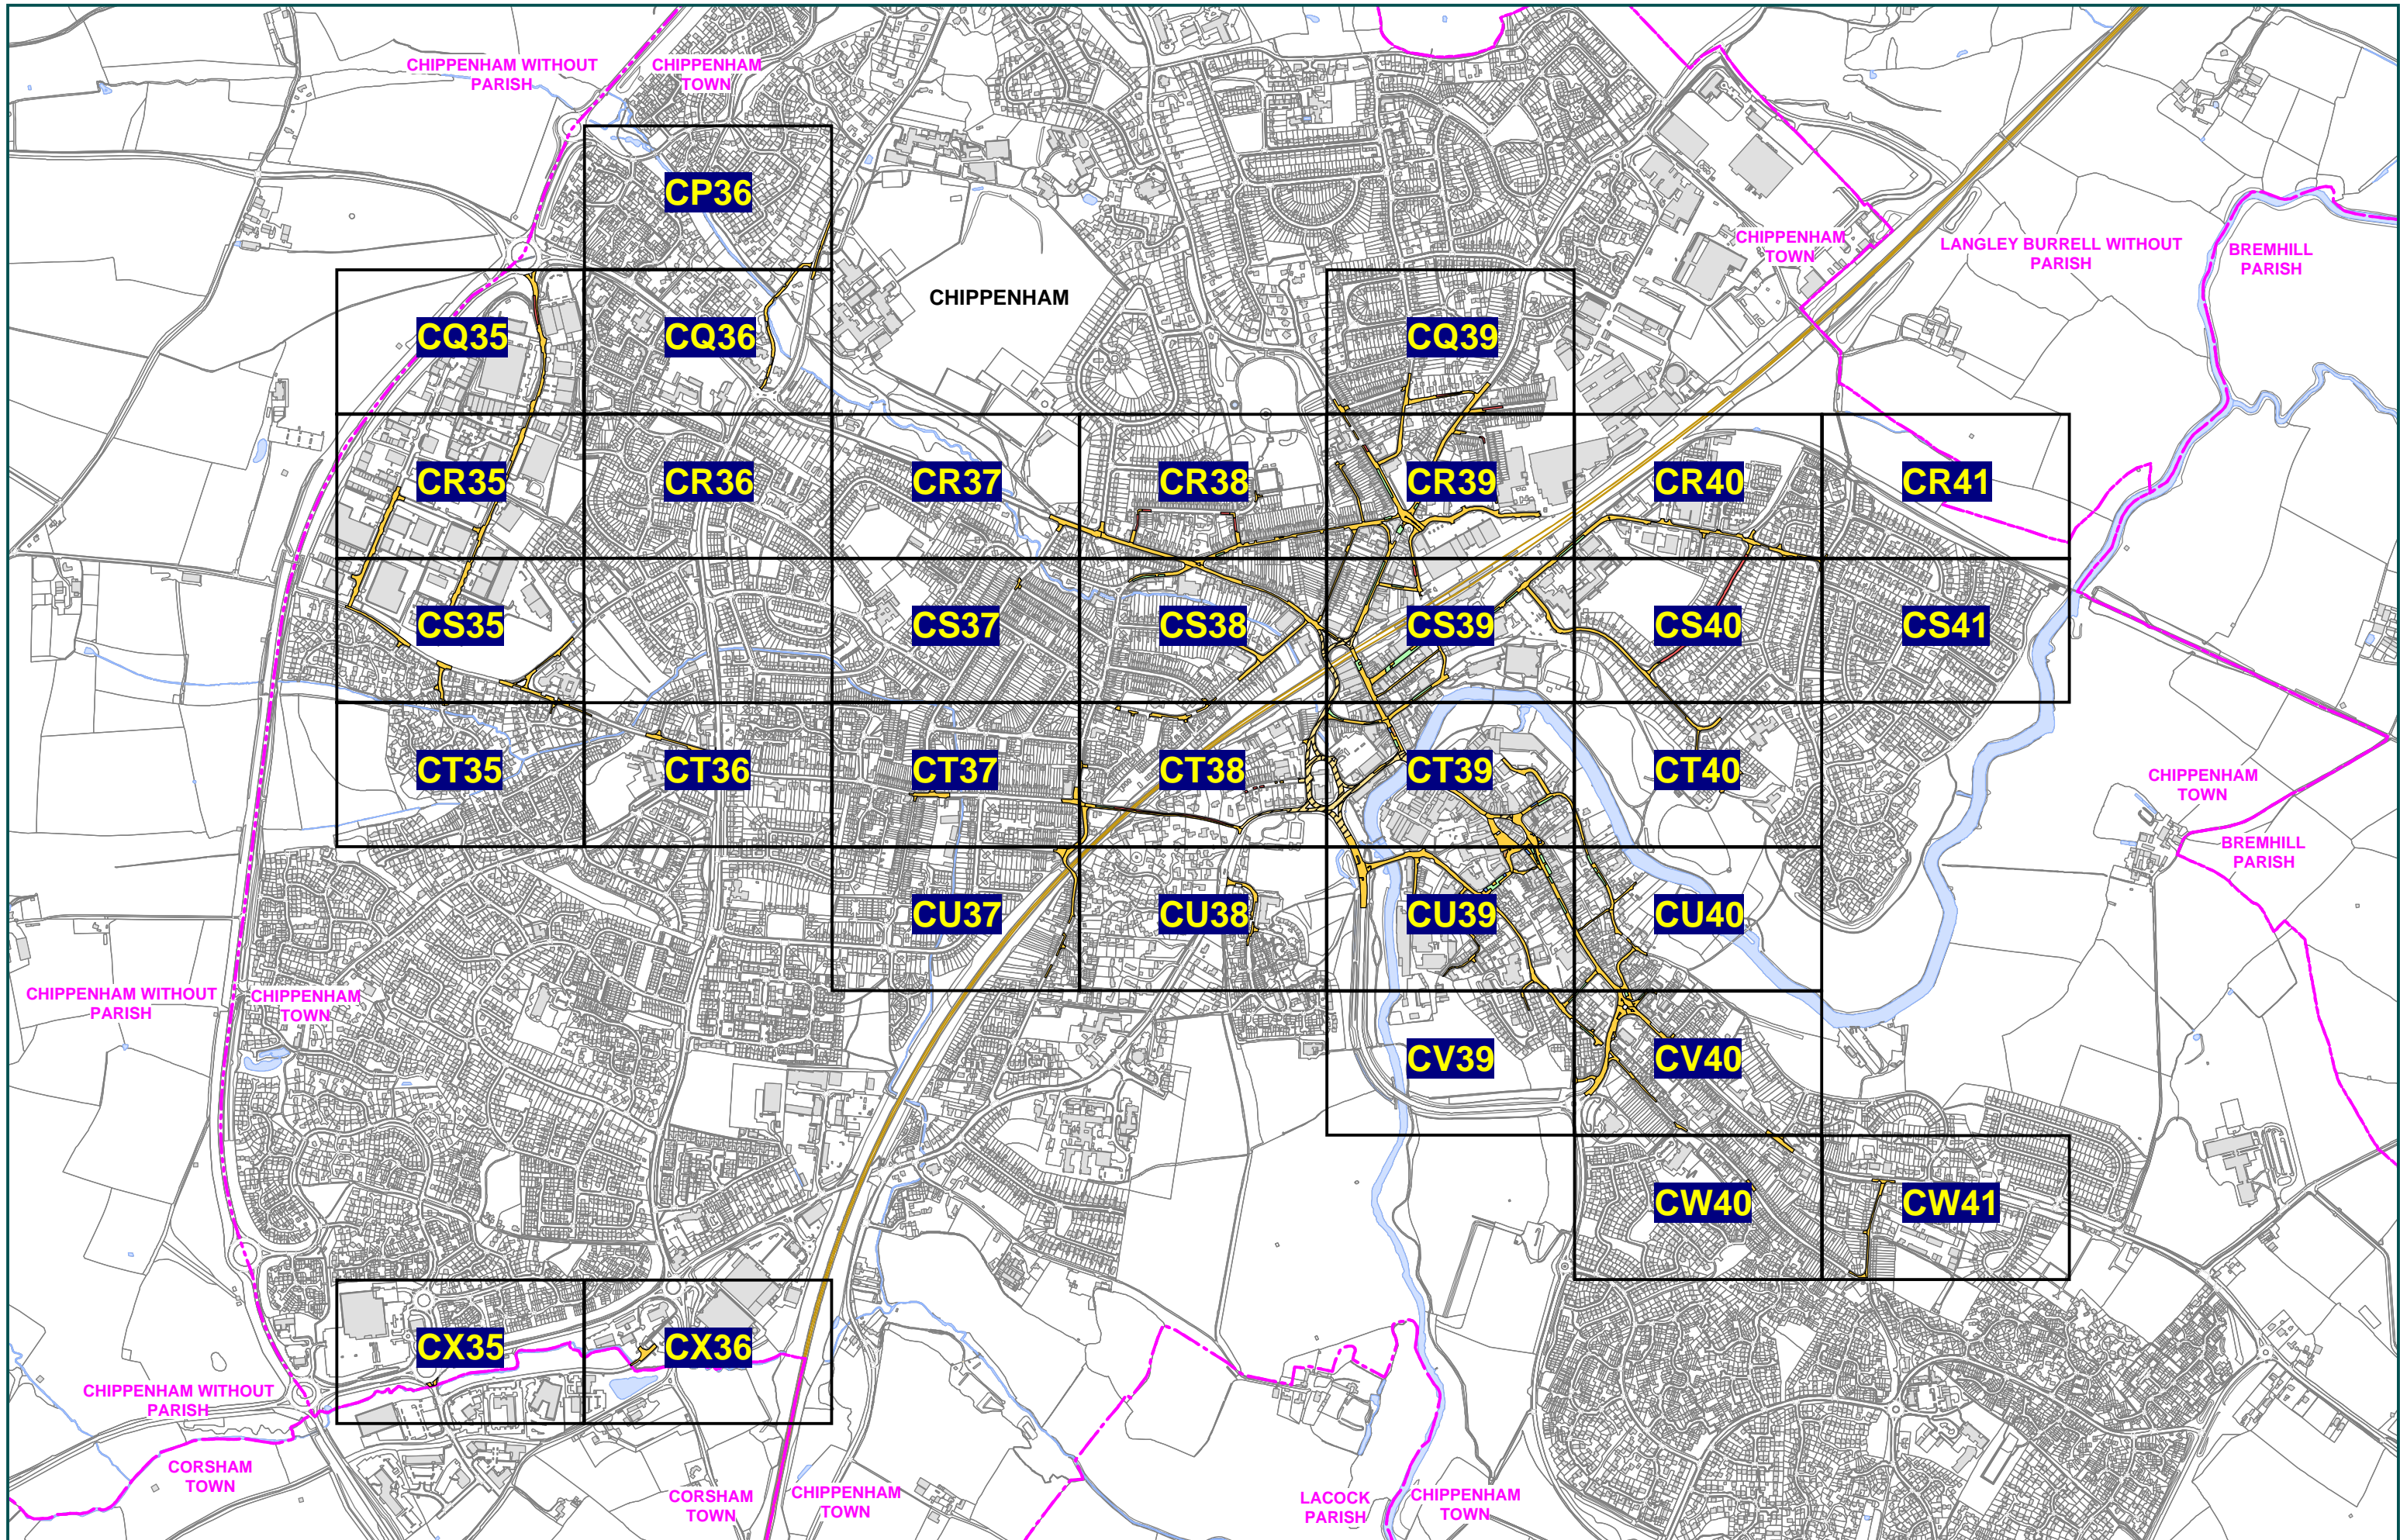 CHIPPENHAM WITHOUT
PARISH
CHIPPENHAM
TOWN
CP36
CHIPPENHAM
TOWN
LANGLEY BURRELL WITHOUT
PARISH
BREMHILL
PARISH
CHIPPENHAM
CQ35
CQ36
CQ39
CR35
CR36
CR37
CR38
CR39
CR40
CR41
CS35
CS37
CS38
CS39
CS40
CS41
CT35
CT36
CT37
CT38
CT39
CT40
CHIPPENHAM
TOWN
BREMHILL
PARISH
CU37
CU38
CU39
CU40
CHIPPENHAM WITHOUT
PARISH
CHIPPENHAM
TOWN
CV39
CV40
CW40
CW41
CX35
CX36
CHIPPENHAM WITHOUT
PARISH
CORSHAM
TOWN
CORSHAM
TOWN
CHIPPENHAM
TOWN
LACOCK
PARISH
CHIPPENHAM
TOWN